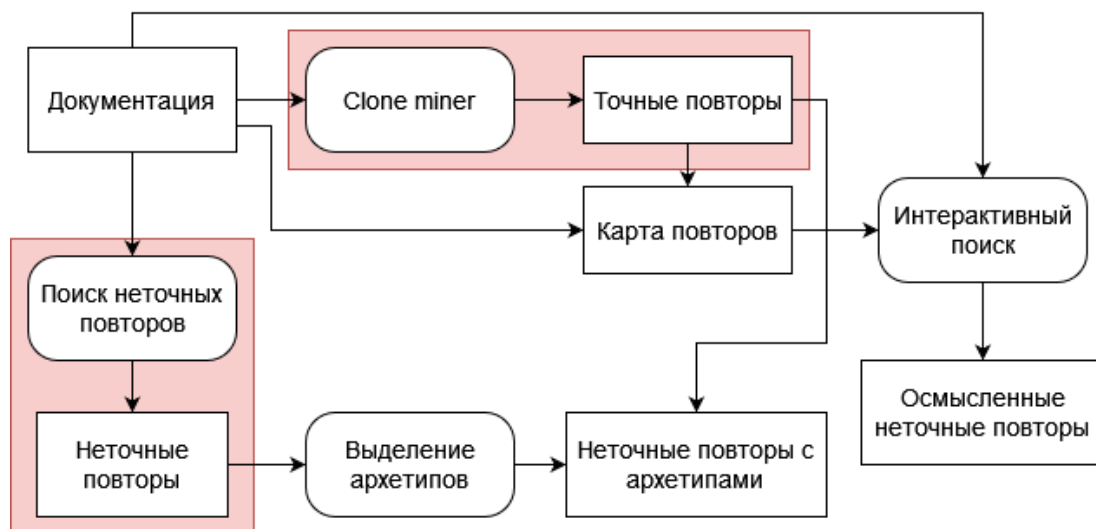 Документация
Clone miner
Точные повторы
Карта повторов
Интерактивный
поиск
Поиск неточных
повторов
Осмысленные
неточные повторы
Неточные
повторы
Выделение
архетипов
Неточные повторы с
архетипами